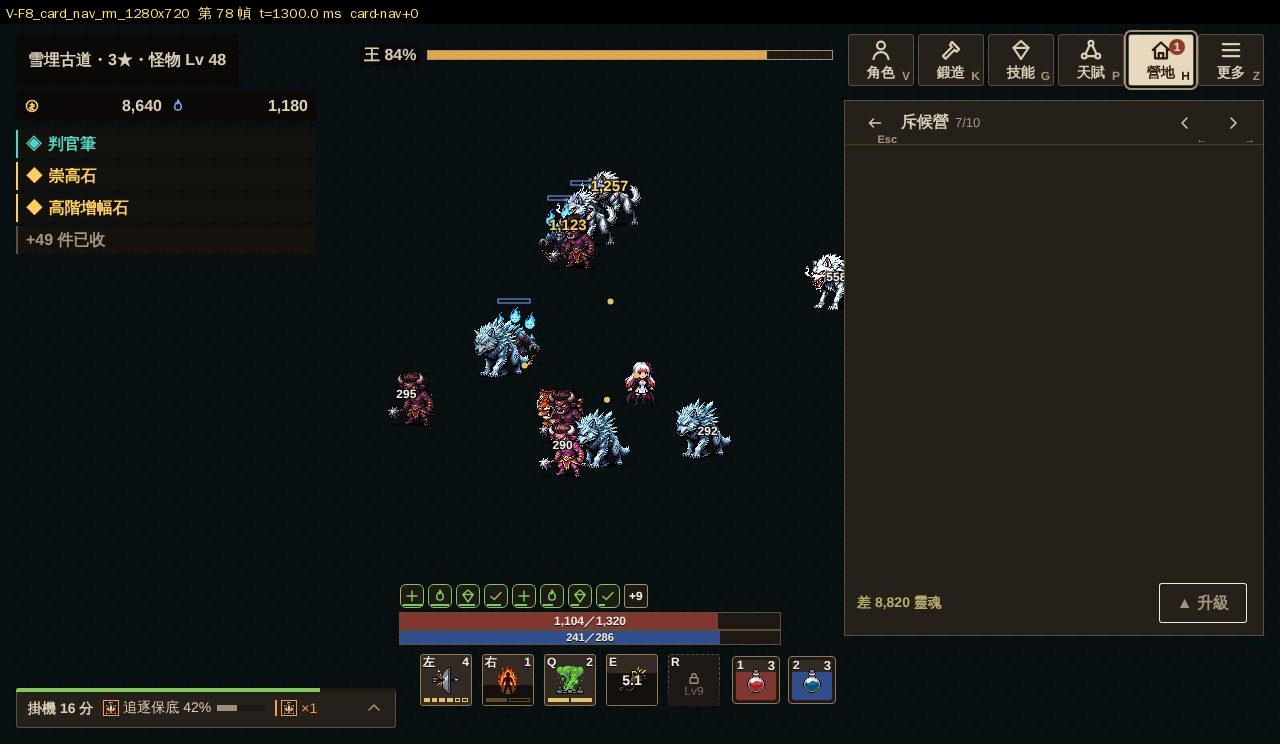 V-F8_card_nav_rm_1280x720 第 78 幀 t=1300.0 ms card-nav+0
雪埋古道・3★・怪物 Lv 48
王 84%
角色 V
鍛造 K
技能 G
天賦 P
營地 H 1
更多 Z
8,640 1,180
斥候營 7/10
Esc ← →
判官筆
崇高石
高階增幅石
+49 件已收
1,257
1,123
558
295
290
292
+9
1,104／1,320
241／286
差 8,820 靈魂
▲ 升級
左 4
右 1
Q 2
E 5.1
R Lv9
1 3
2 3
掛機 16 分 追逐保底 42% ×1